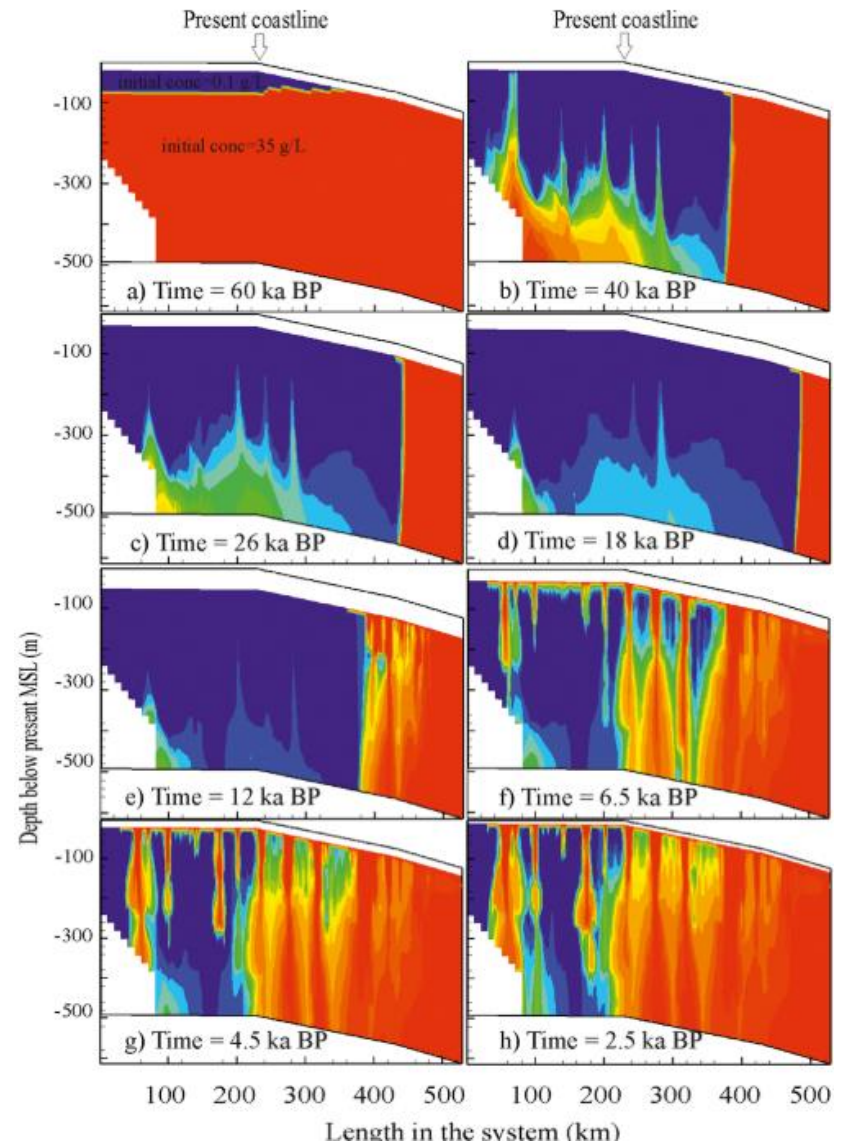 Present coastline
Present coastline
initial conc=0.1 g/L
initial conc=35 g/L
-100
-300
-500
a) Time = 60 ka BP
b) Time = 40 ka BP
-100
-300
-500
c) Time = 26 ka BP
d) Time = 18 ka BP
-100
-300
-500
e) Time = 12 ka BP
f) Time = 6.5 ka BP
-100
-300
-500
g) Time = 4.5 ka BP
h) Time = 2.5 ka BP
Depth below present MSL (m)
100 200 300 400 500
100 200 300 400 500
Length in the system (km)